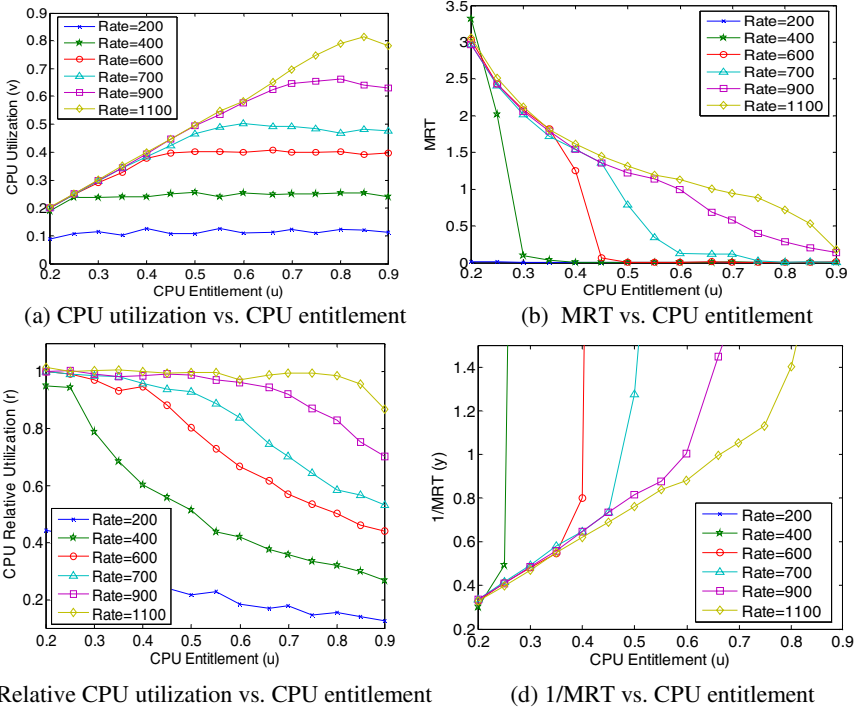 0.9
0.8
0.7
0.6
0.5
0.4
0.3
0.2
0.1
0
CPU Utilization (v)
Rate=200
Rate=400
Rate=600
Rate=700
Rate=900
Rate=1100
0.2 0.3 0.4 0.5 0.6 0.7 0.8 0.9
CPU Entitlement (u)
(a) CPU utilization vs. CPU entitlement
3.5
3
2.5
2
1.5
1
0.5
0
MRT
Rate=200
Rate=400
Rate=600
Rate=700
Rate=900
Rate=1100
0.2 0.3 0.4 0.5 0.6 0.7 0.8 0.9
CPU Entitlement (u)
(b) MRT vs. CPU entitlement
1
0.8
0.6
0.4
0.2
CPU Relative Utilization (r)
Rate=200
Rate=400
Rate=600
Rate=700
Rate=900
Rate=1100
0.2 0.3 0.4 0.5 0.6 0.7 0.8 0.9
CPU Entitlement (u)
Relative CPU utilization vs. CPU entitlement
1.4
1.2
1
0.8
0.6
0.4
0.2
1/MRT (y)
Rate=200
Rate=400
Rate=600
Rate=700
Rate=900
Rate=1100
0.2 0.3 0.4 0.5 0.6 0.7 0.8 0.9
CPU Entitlement (u)
(d) 1/MRT vs. CPU entitlement